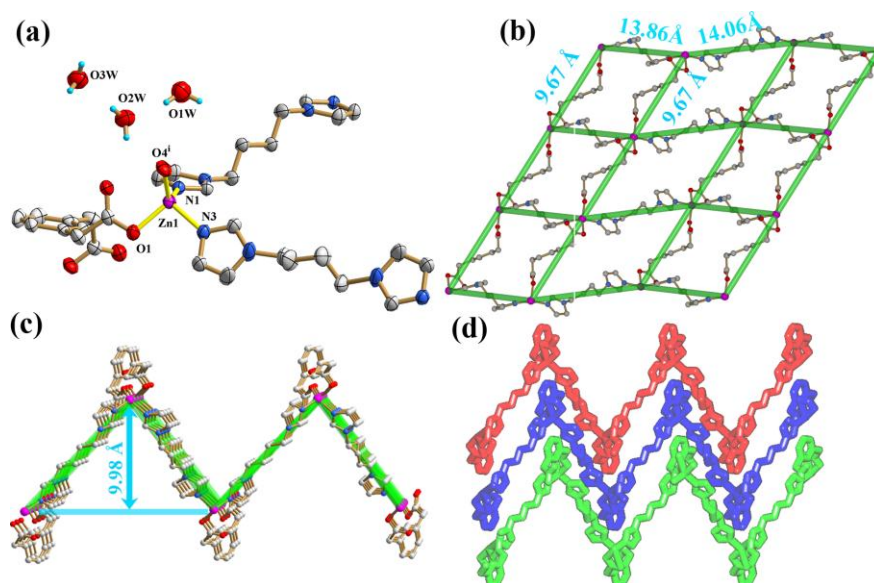 (a)
O3W
O2W
O1W
O4i
N1
Zn1
N3
O1
(b)
13.86Å
14.06Å
9.67 Å
9.67 Å
(c)
9.98 Å
(d)